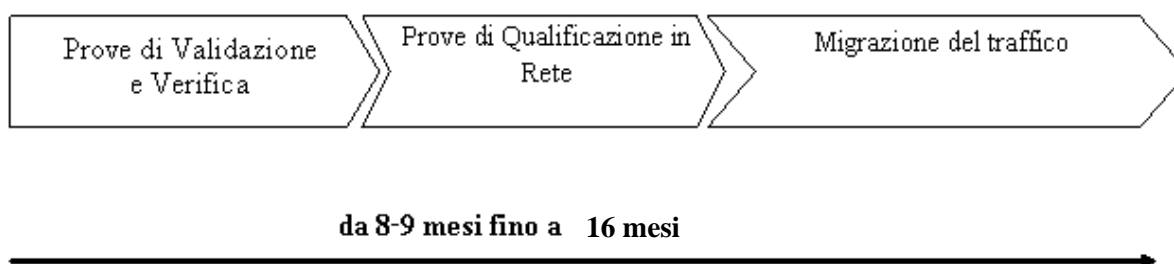 Prove di Validazione
e Verifica
Prove di Qualificazione in
Rete
Migrazione del traffico
da 8-9 mesi fino a 16 mesi